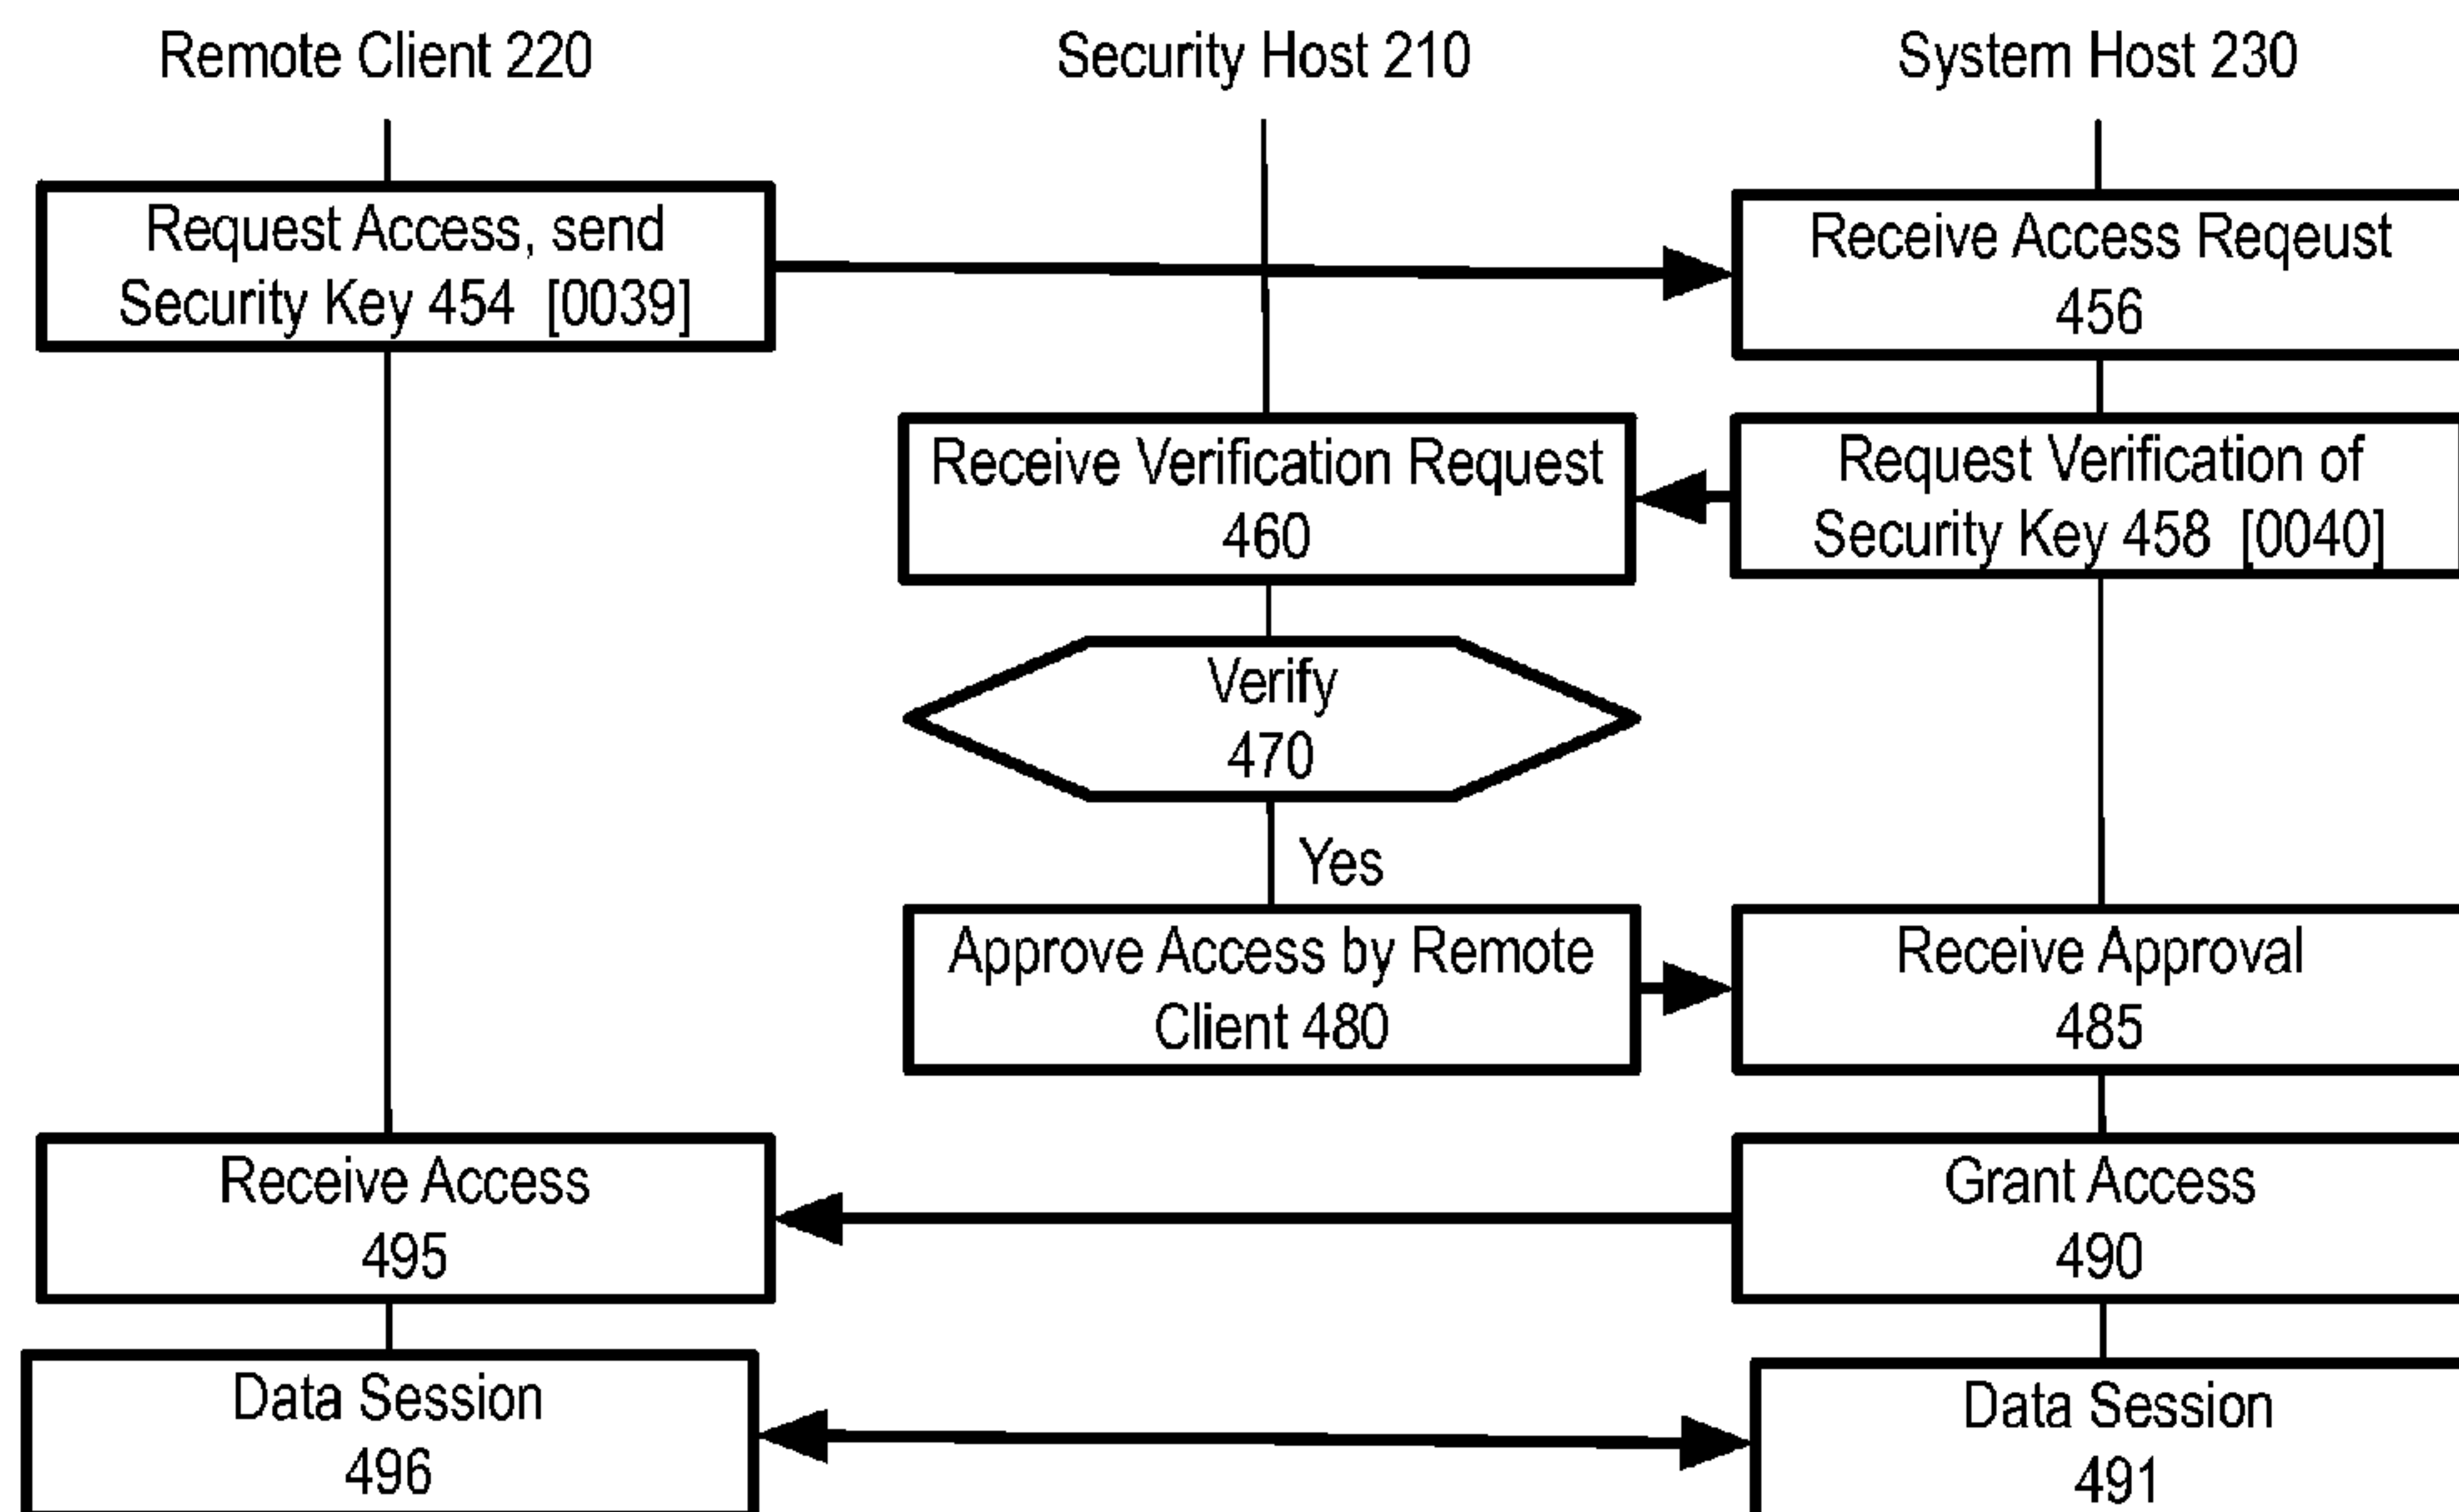 Remote Client 220
Security Host 210
System Host 230
Request Access, send
Security Key 454 [0039]
Receive Access Reqeust
456
Receive Verification Request
460
Request Verification of
Security Key 458 [0040]
Verify
470
Yes
Approve Access by Remote
Client 480
Receive Approval
485
Receive Access
495
Grant Access
490
Data Session
496
Data Session
491